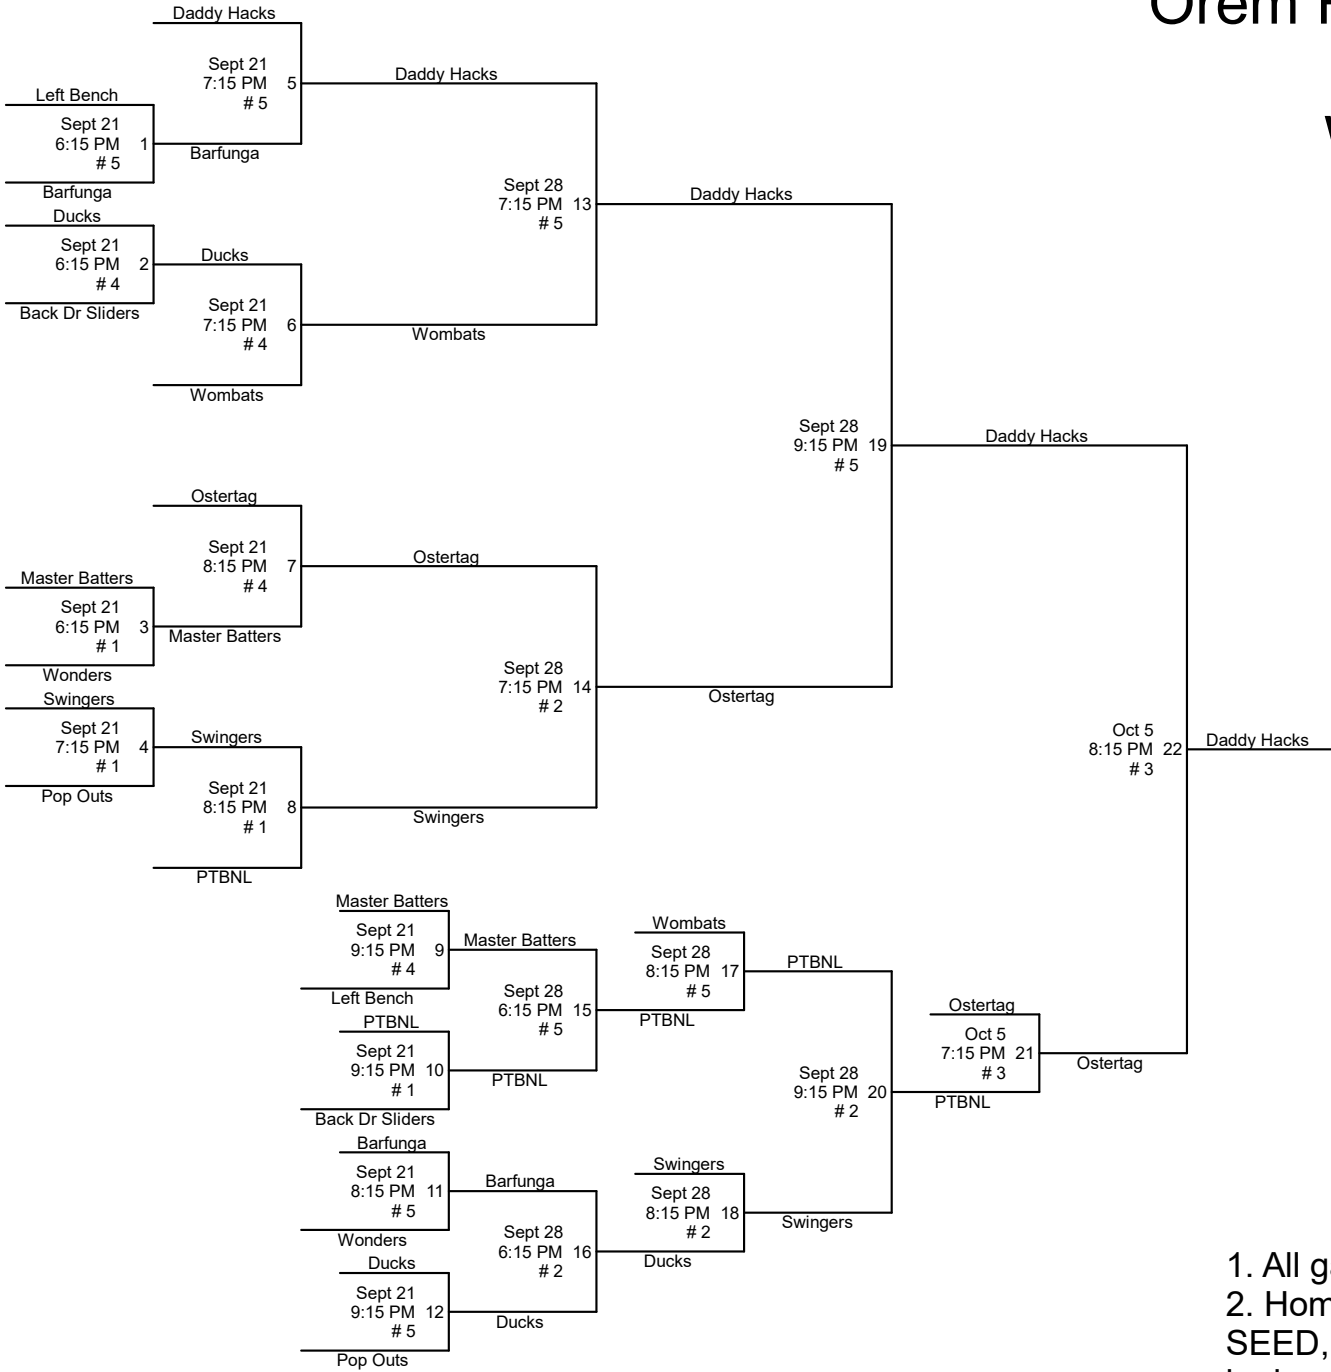 Orem
Daddy Hacks
Sept 21
7:15 PM 5
# 5
Daddy Hacks
Left Bench
Sept 21
6:15 PM 1
# 5
Barfunga
Barfunga
Sept 28
7:15 PM 13
# 5
Daddy Hacks
Ducks
Sept 21
6:15 PM 2
# 4
Ducks
Back Dr Sliders
Sept 21
7:15 PM 6
# 4
Wombats
Wombats
Sept 28
9:15 PM 19
# 5
Daddy Hacks
Ostertag
Sept 21
8:15 PM 7
# 4
Ostertag
Master Batters
Sept 21
6:15 PM 3
# 1
Master Batters
Wonders
Sept 28
7:15 PM 14
# 2
Ostertag
Swingers
Sept 21
7:15 PM 4
# 1
Swingers
Pop Outs
Sept 21
8:15 PM 8
# 1
Swingers
PTBNL
Oct 5
8:15 PM 22
# 3
Daddy Hacks
Master Batters
Sept 21
9:15 PM 9
# 4
Master Batters
Left Bench
Sept 28
6:15 PM 15
# 5
Wombats
Sept 28
8:15 PM 17
# 5
PTBNL
PTBNL
PTBNL
Sept 21
9:15 PM 10
# 1
PTBNL
Back Dr Sliders
Sept 28
9:15 PM 20
# 2
Ostertag
Oct 5
7:15 PM 21
# 3
Ostertag
PTBNL
Barfunga
Sept 21
8:15 PM 11
# 5
Barfunga
Wonders
Sept 28
6:15 PM 16
# 2
Swingers
Sept 28
8:15 PM 18
# 2
Swingers
Ducks
Ducks
Sept 21
9:15 PM 12
# 5
Ducks
Pop Outs
1. All
2.
SEED,